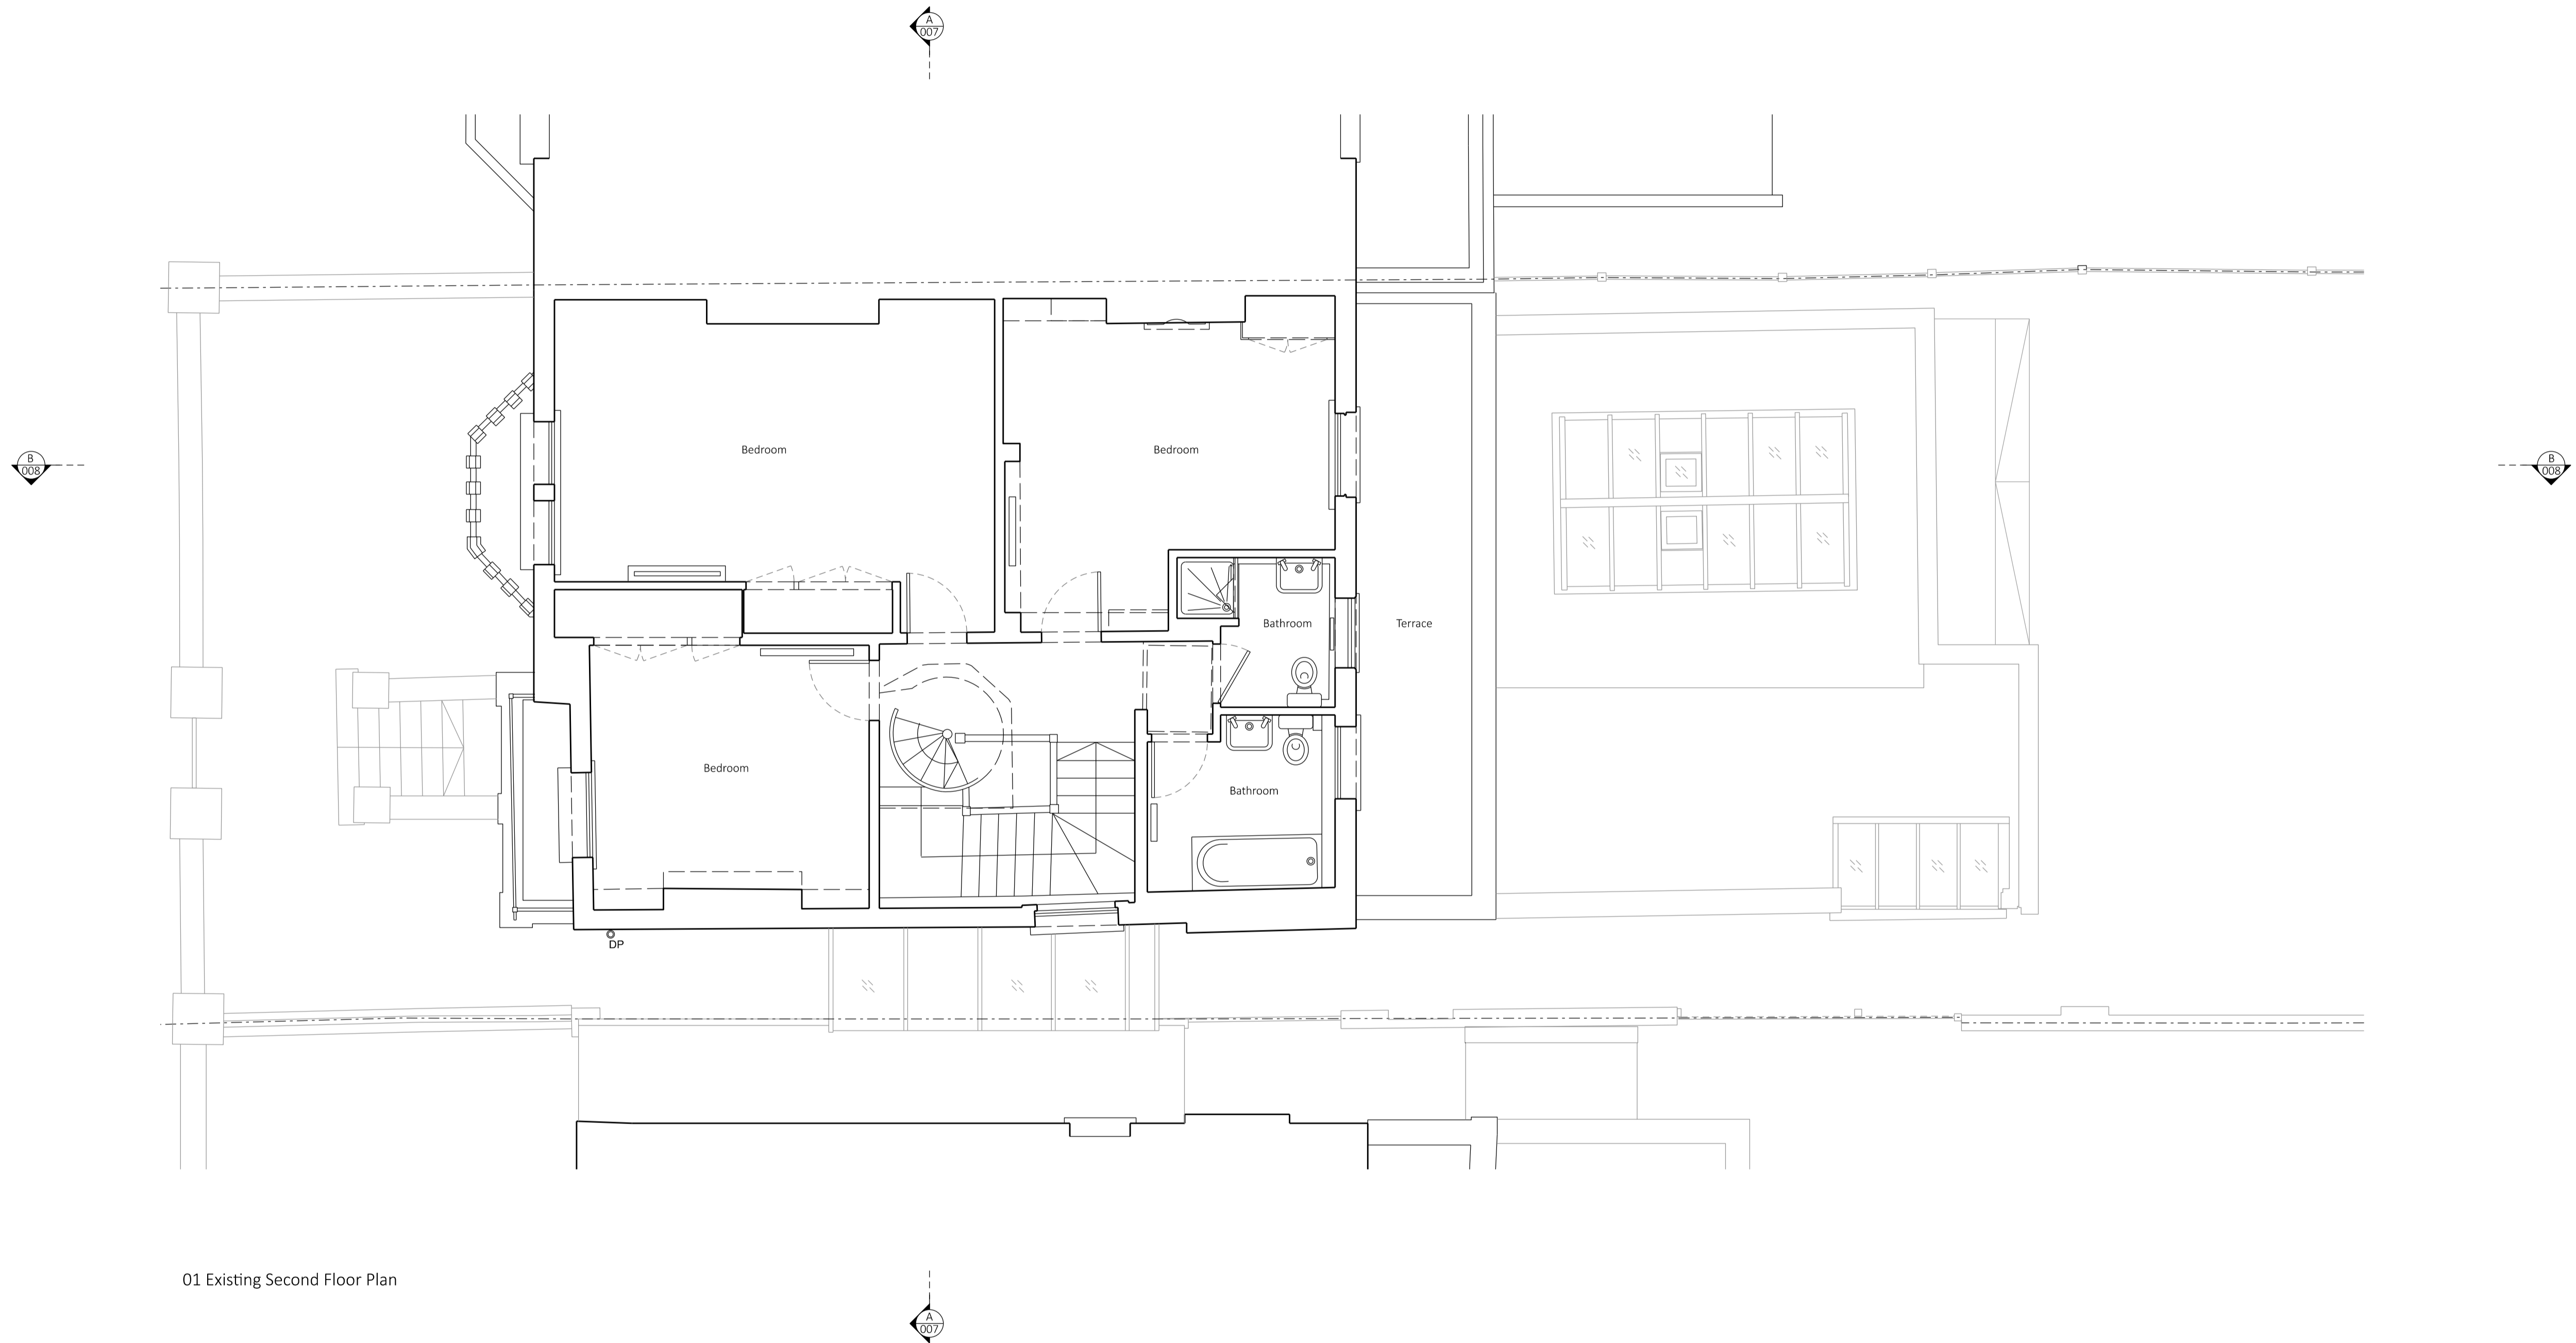 A
007
B
008
Bedroom
Bedroom
B
008
Bathroom
Terrace
Bedroom
Bathroom
DP
01 Existing Second Floor Plan
A
007